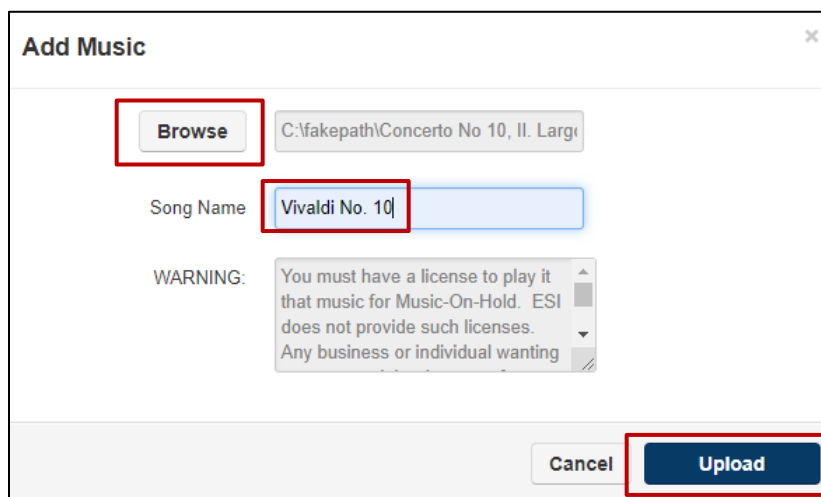 Add Music
×
Browse
C:\fakepath\Concerto No 10, II. Larg
Song Name
Vivaldi No. 10
WARNING:
You must have a license to play it
that music for Music-On-Hold. ESI
does not provide such licenses.
Any business or individual wanting
Cancel
Upload